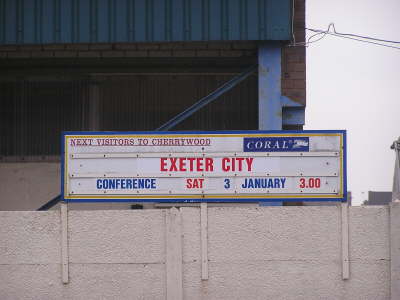 NEXT VISITORS TO CHERRYWOOD
CORAL
EXETER CITY
CONFERENCE SAT 3 JANUARY 3.00